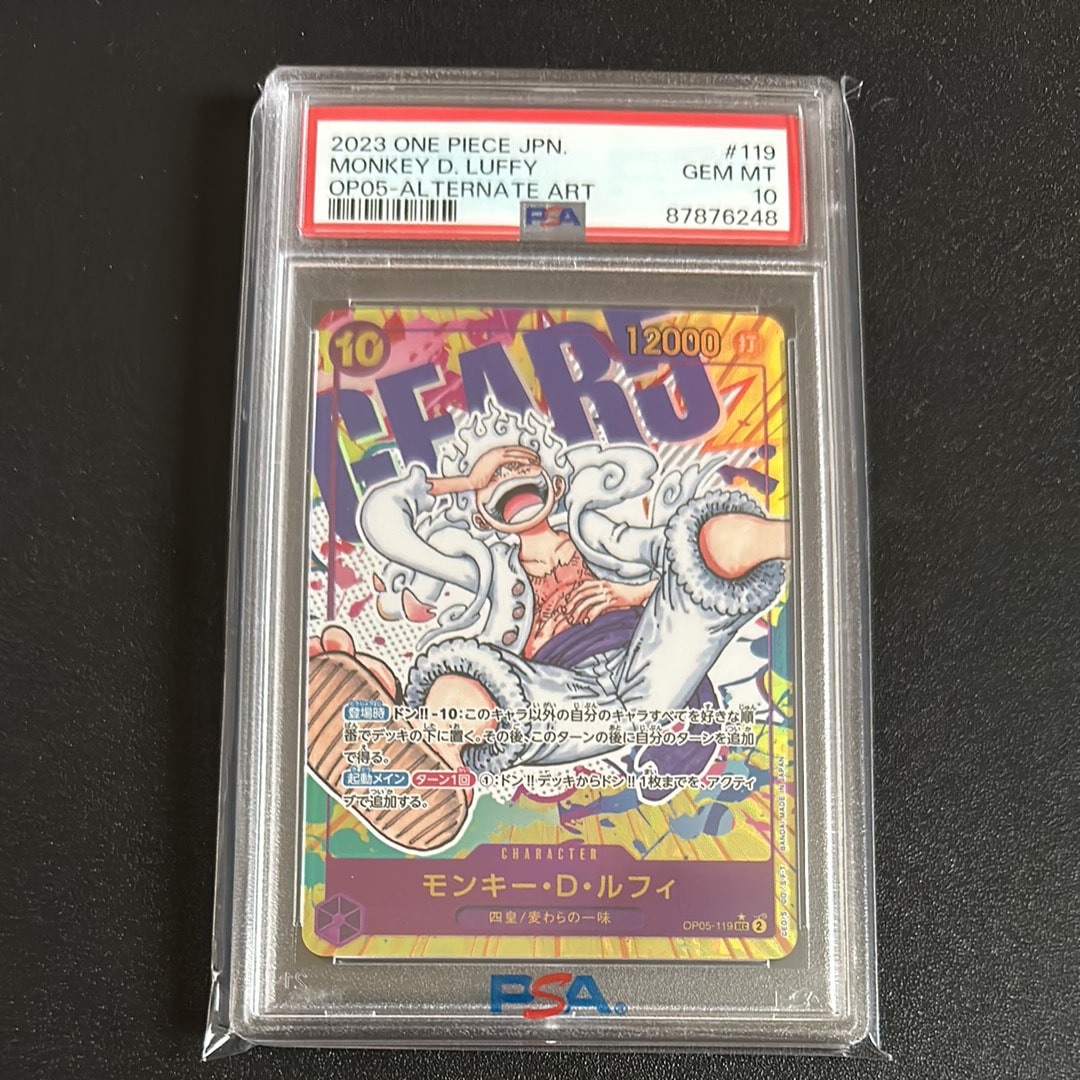 2023 ONE PIECE JPN. #119
MONKEY D. LUFFY GEM MT
OP05-ALTERNATE ART 10
PSA 87876248
10 12000 打
GEAR5
登場時 ドン!!-10:このキャラ以外の自分のキャラすべてを好きな順
番でデッキの下に置く。その後、このターンの後に自分のターンを追加
で得る。
起動メイン ターン1回 ①:ドン!!デッキからドン!!1枚までを、アクティ
ブで追加する。
CHARACTER
モンキー・D・ルフィ
四皇/麦わらの一味
OP05-119 SEC 2
BANDAI, MADE IN JAPAN
PSA